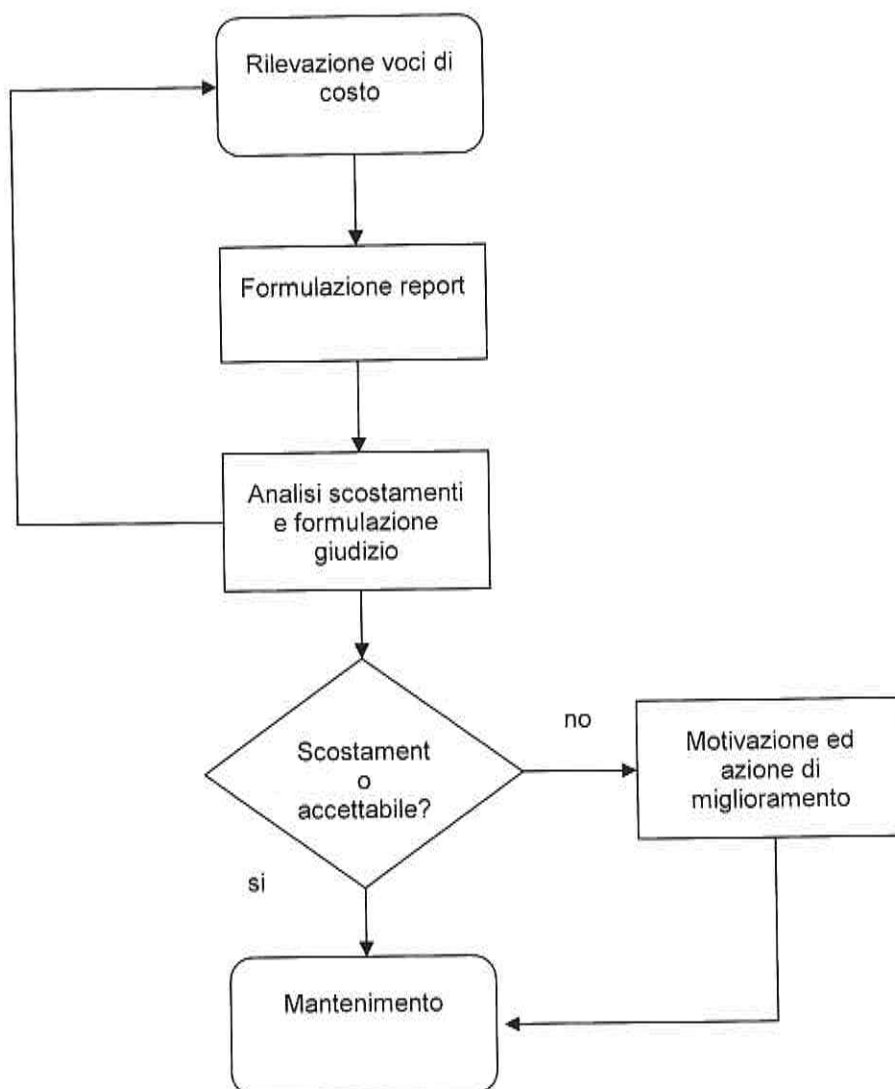 Rilevazione voci di
costo
Formulazione report
Analisi scostamenti
e formulazione
giudizio
Scostament
o
accettabile?
no
Motivazione ed
azione di
miglioramento
si
Mantenimento